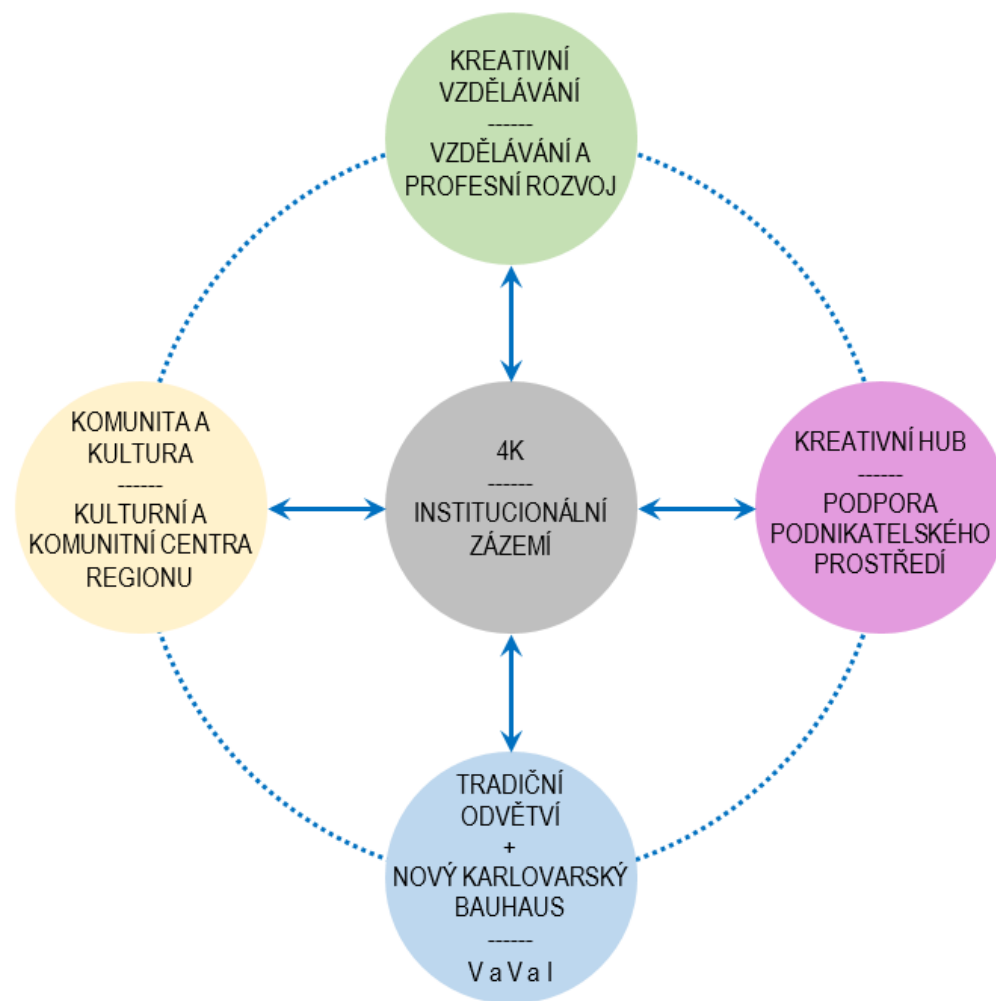 KREATIVNÍ
VZDĚLÁVÁNÍ
------
VZDĚLÁVÁNÍ A
PROFESNÍ ROZVOJ
KOMUNITA A
KULTURA
------
KULTURNÍ A
KOMUNITNÍ CENTRA
REGIONU
4K
------
INSTITUCIONÁLNÍ
ZÁZEMÍ
KREATIVNÍ HUB
------
PODPORA
PODNIKATELSKÉHO
PROSTŘEDÍ
TRADIČNÍ
ODVĚTVÍ
+
NOVÝ KARLOVARSKÝ
BAUHAUS
------
V a V a I